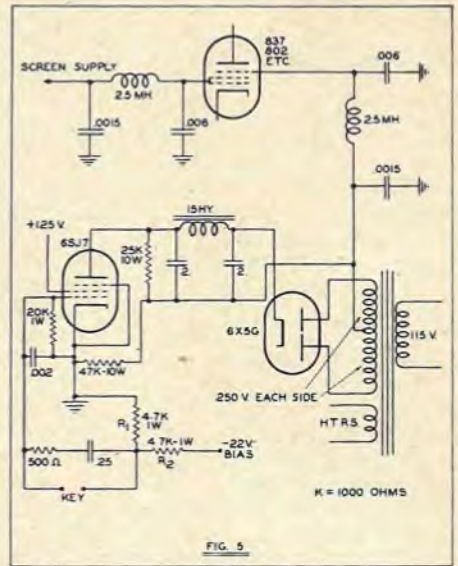 837
802
ETC
SCREEN SUPPLY
2.5 MH
.0015
.006
.006
2.5 MH
.0015
15HY
+125 V.
6SJ7
25K
10W
2
2
20K
1W
6X5G
115 V.
.002
47K-10W
250 V. EACH SIDE
4.7K
1W
R1
4.7K-1W
-22V.
BIAS
H.T.R.S.
500 Ω
.25
R2
KEY
K = 1000 OHMS
FIG. 5